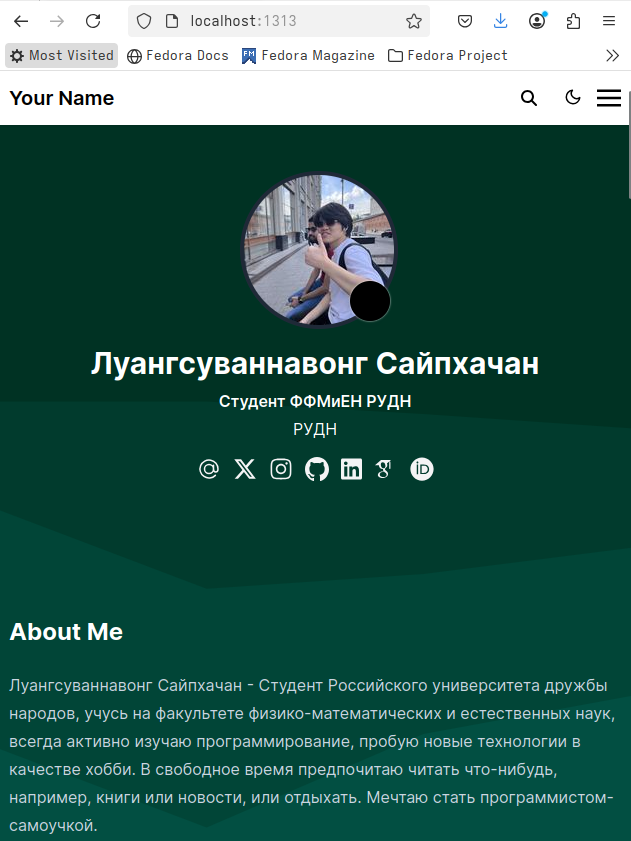 localhost:1313
Most Visited Fedora Docs Fedora Magazine Fedora Project
Your Name
Луангсуваннавонг Сайпхачан
Студент ФФМиЕН РУДН
РУДН
About Me
Луангсуваннавонг Сайпхачан - Студент Российского университета дружбы
народов, учусь на факультете физико-математических и естественных наук,
всегда активно изучаю программирование, пробую новые технологии в
качестве хобби. В свободное время предпочитаю читать что-нибудь,
например, книги или новости, или отдыхать. Мечтаю стать программистом-
самоучкой.